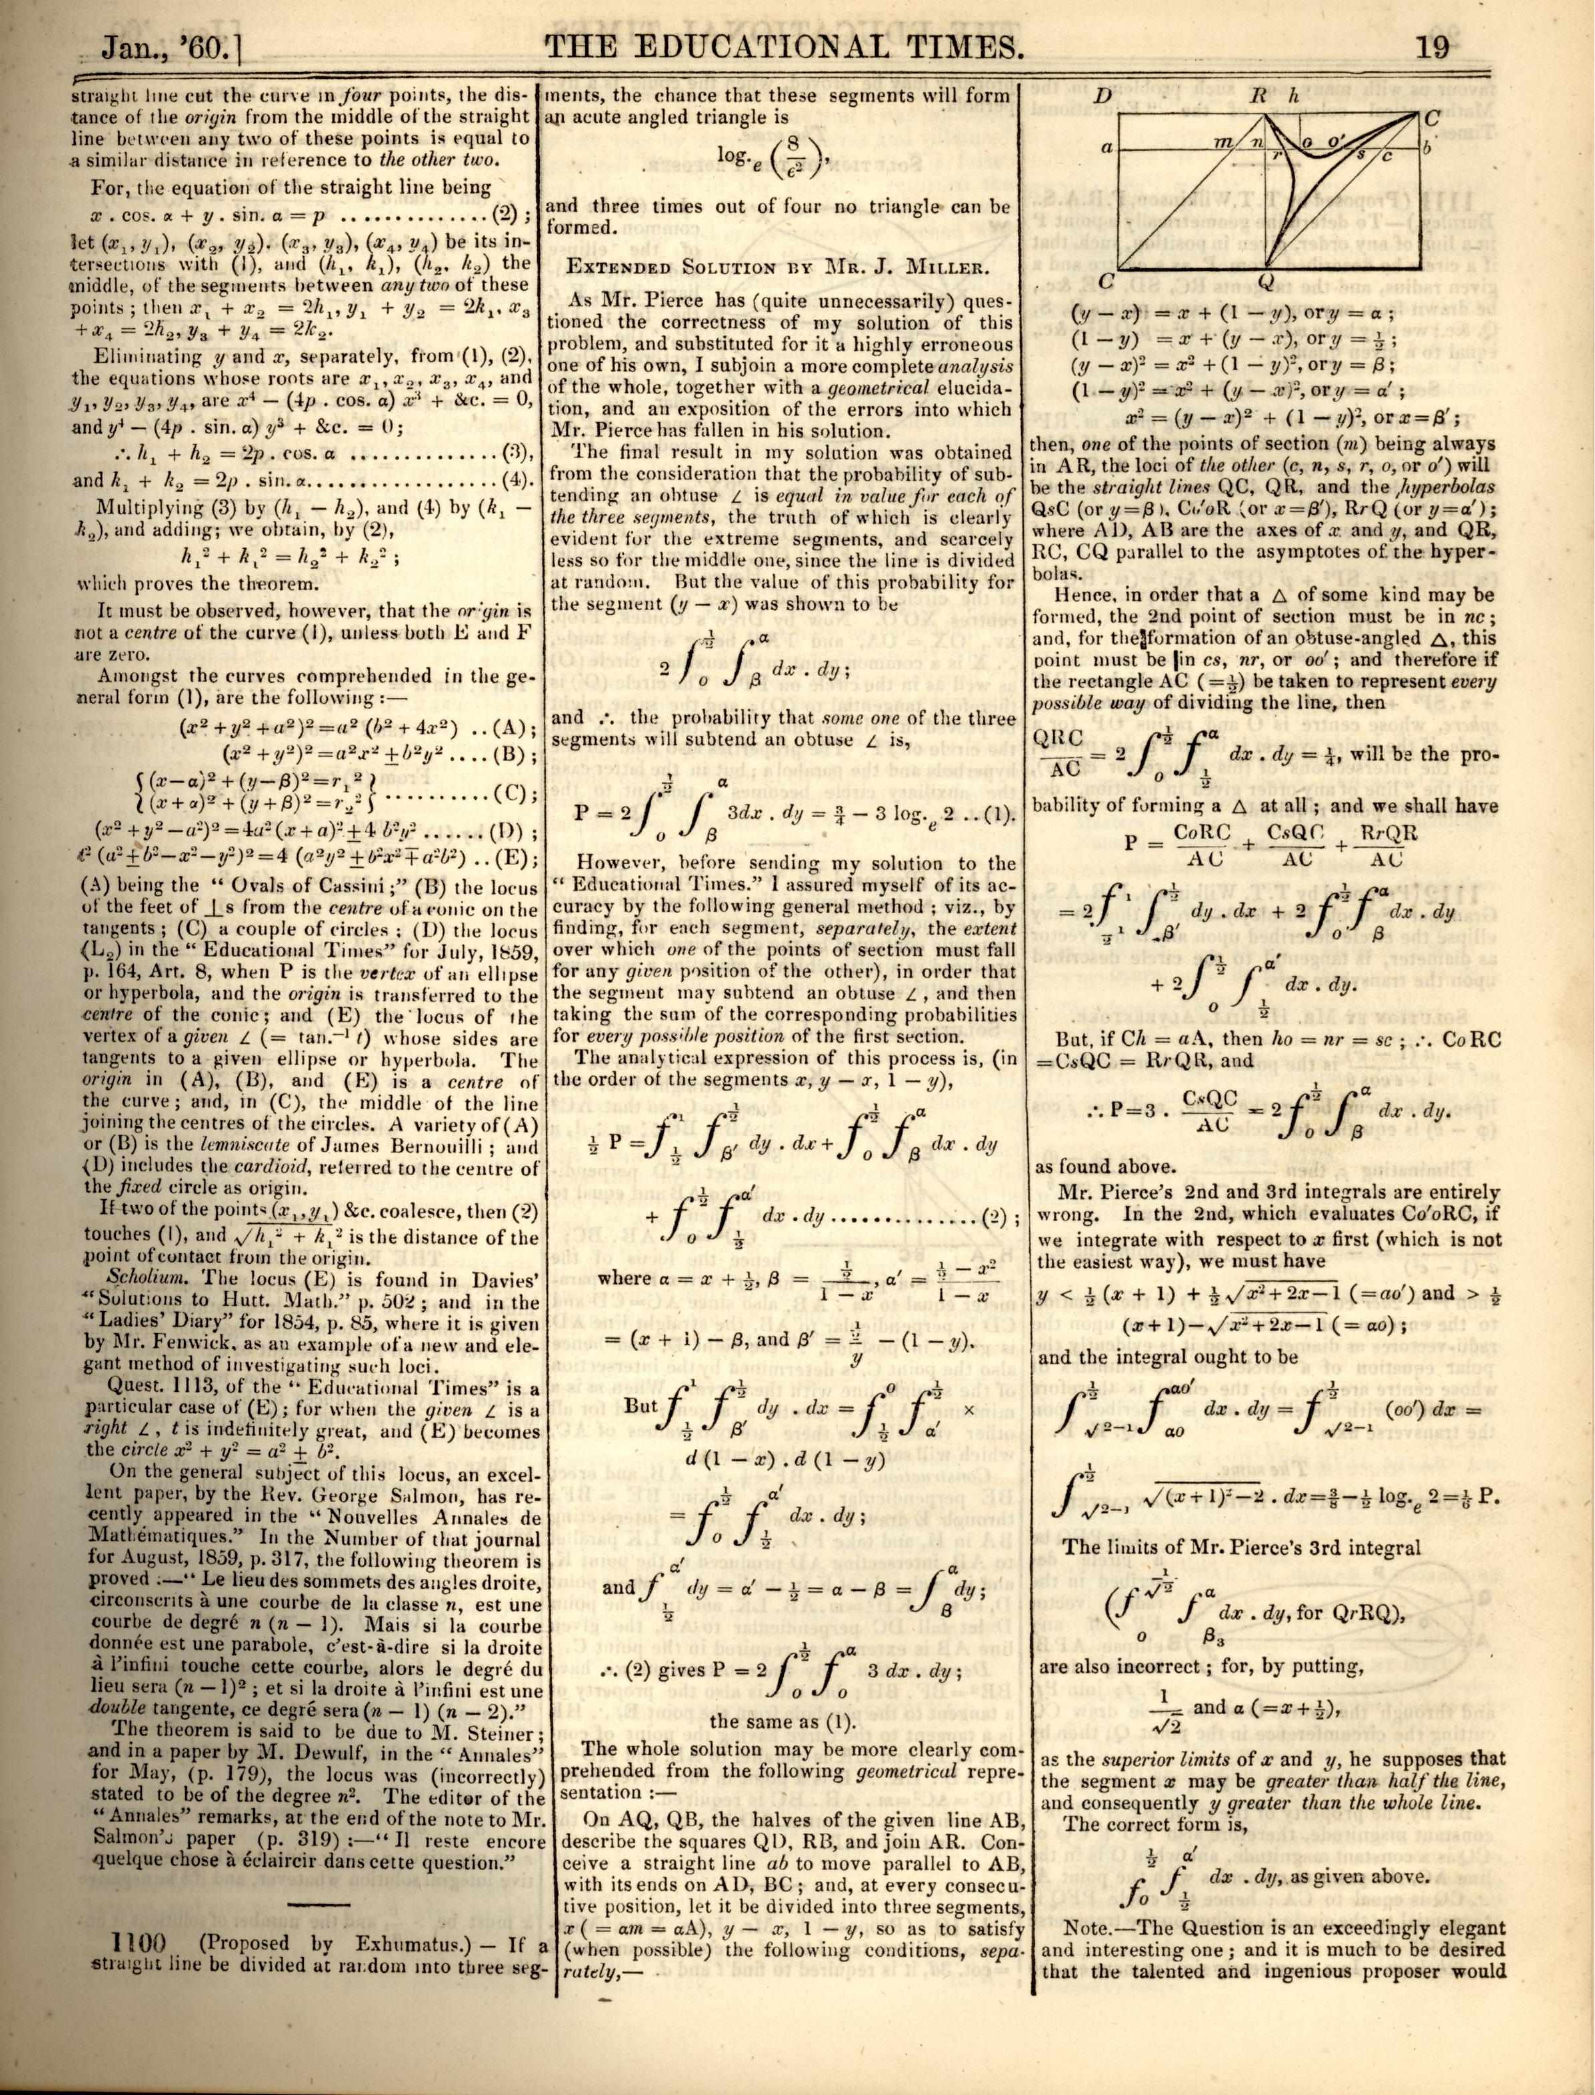 Jan., '60.]
THE EDUCATIONAL TIMES.
19
straight line cut the curve in four points, the dis-
tance of the origin from the middle of the straight
line between any two of these points is equal to
a similar distance in reference to the other two.
For, the equation of the straight line being
x . cos. α + y . sin. α = p .............. (2) ;
let (x₁, y₁), (x₂, y₂), (x₃, y₃), (x₄, y₄) be its in-
tersections with (1), and (h₁, k₁), (h₂, k₂) the
middle, of the segments between any two of these
points ; then x₁ + x₂ = 2h₁, y₁ + y₂ = 2k₁, x₃
+ x₄ = 2h₂, y₃ + y₄ = 2k₂.
Eliminating y and x, separately, from (1), (2),
the equations whose roots are x₁, x₂, x₃, x₄, and
y₁, y₂, y₃, y₄, are x⁴ — (4p . cos. α) x³ + &c. = 0,
and y⁴ — (4p . sin. α) y³ + &c. = 0;
∴ h₁ + h₂ = 2p . cos. α .............. (3),
and k₁ + k₂ = 2p . sin. α.................. (4).
Multiplying (3) by (h₁ — h₂), and (4) by (k₁ —
k₂), and adding; we obtain, by (2),
h₁² + k₁² = h₂² + k₂² ;
which proves the theorem.
It must be observed, however, that the origin is
not a centre of the curve (1), unless both E and F
are zero.
Amongst the curves comprehended in the ge-
neral form (1), are the following :—
(x² + y² + a²)² = a² (b² + 4x²) .. (A);
(x² + y²)² = a²x² ± b²y² .... (B);
{(x—α)² + (y—β)² = r₁²}
{(x+α)² + (y+β)² = r₂²} .......... (C);
(x² + y² — a²)² = 4a² (x + a)² ± 4 b²y² ...... (D) ;
t² (a² ± b² — x² — y²)² = 4 (a²y² ± b²x² ∓ a²b²) .. (E);
(A) being the “ Ovals of Cassini ;” (B) the locus
of the feet of ⊥s from the centre of a conic on the
tangents ; (C) a couple of circles ; (D) the locus
(L₂) in the “ Educational Times” for July, 1859,
p. 164, Art. 8, when P is the vertex of an ellipse
or hyperbola, and the origin is transferred to the
centre of the conic; and (E) the locus of the
vertex of a given ∠ (= tan.⁻¹ t) whose sides are
tangents to a given ellipse or hyperbola. The
origin in (A), (B), and (E) is a centre of
the curve; and, in (C), the middle of the line
joining the centres of the circles. A variety of (A)
or (B) is the lemniscate of James Bernouilli ; and
(D) includes the cardioid, referred to the centre of
the fixed circle as origin.
If two of the points (x₁, y₁) &c. coalesce, then (2)
touches (1), and √h₁² + k₁² is the distance of the
point of contact from the origin.
Scholium. The locus (E) is found in Davies'
“Solutions to Hutt. Math.” p. 502 ; and in the
“Ladies' Diary” for 1854, p. 85, where it is given
by Mr. Fenwick, as an example of a new and ele-
gant method of investigating such loci.
Quest. 1113, of the “ Educational Times” is a
particular case of (E) ; for when the given ∠ is a
right ∠ , t is indefinitely great, and (E) becomes
the circle x² + y² = a² ± b².
On the general subject of this locus, an excel-
lent paper, by the Rev. George Salmon, has re-
cently appeared in the “ Nouvelles Annales de
Mathématiques.” In the Number of that journal
for August, 1859, p. 317, the following theorem is
proved :—“ Le lieu des sommets des angles droite,
circonscrits à une courbe de la classe n, est une
courbe de degré n (n — 1). Mais si la courbe
donnée est une parabole, c'est-à-dire si la droite
à l'infini touche cette courbe, alors le degré du
lieu sera (n — 1)² ; et si la droite à l'infini est une
double tangente, ce degré sera (n — 1) (n — 2).”
The theorem is said to be due to M. Steiner;
and in a paper by M. Dewulf, in the “ Annales”
for May, (p. 179), the locus was (incorrectly)
stated to be of the degree n². The editor of the
“ Annales” remarks, at the end of the note to Mr.
Salmon's paper (p. 319) :—“ Il reste encore
quelque chose à éclaircir dans cette question.”
1100 (Proposed by Exhumatus.) — If a
straight line be divided at random into three seg-
ments, the chance that these segments will form
an acute angled triangle is
log.ₑ (8/e²),
and three times out of four no triangle can be
formed.
EXTENDED SOLUTION BY MR. J. MILLER.
As Mr. Pierce has (quite unnecessarily) ques-
tioned the correctness of my solution of this
problem, and substituted for it a highly erroneous
one of his own, I subjoin a more complete analysis
of the whole, together with a geometrical elucida-
tion, and an exposition of the errors into which
Mr. Pierce has fallen in his solution.
The final result in my solution was obtained
from the consideration that the probability of sub-
tending an obtuse ∠ is equal in value for each of
the three segments, the truth of which is clearly
evident for the extreme segments, and scarcely
less so for the middle one, since the line is divided
at random. But the value of this probability for
the segment (y — x) was shown to be
2 ∫₀^½ ∫_β^α dx . dy ;
and ∴ the probability that some one of the three
segments will subtend an obtuse ∠ is,
P = 2 ∫₀^½ ∫_β^α 3dx . dy = ¾ — 3 log.ₑ 2 .. (1).
However, before sending my solution to the
“ Educational Times.” I assured myself of its ac-
curacy by the following general method ; viz., by
finding, for each segment, separately, the extent
over which one of the points of section must fall
for any given position of the other), in order that
the segment may subtend an obtuse ∠ , and then
taking the sum of the corresponding probabilities
for every possible position of the first section.
The analytical expression of this process is, (in
the order of the segments x, y — x, 1 — y),
½ P = ∫_½^1 ∫_β′^½ dy . dx + ∫₀^½ ∫_β^α dx . dy
+ ∫₀^½ ∫_½^α′ dx . dy .............. (2) ;
where α = x + ½, β = ½/(1 — x), α′ = (½ — x²)/(1 — x)
= (x + 1) — β, and β′ = ½/y — (1 — y).
But ∫_½^1 ∫_β′^½ dy . dx = ∫_½^0 ∫_α′^½ ×
d (1 — x) . d (1 — y)
= ∫₀^½ ∫_½^α′ dx . dy ;
and ∫_½^α′ dy = α′ — ½ = α — β = ∫_β^α dy ;
∴ (2) gives P = 2 ∫₀^½ ∫₀^α 3 dx . dy ;
the same as (1).
The whole solution may be more clearly com-
prehended from the following geometrical repre-
sentation :—
On AQ, QB, the halves of the given line AB,
describe the squares QD, RB, and join AR. Con-
ceive a straight line ab to move parallel to AB,
with its ends on AD, BC ; and, at every consecu-
tive position, let it be divided into three segments,
x ( = am = aA), y — x, 1 — y, so as to satisfy
(when possible) the following conditions, sepa-
rately,—
D R h
C
a m n o o′ s c b
r
C Q
(y — x) = x + (1 — y), or y = α ;
(1 — y) = x + (y — x), or y = ½ ;
(y — x)² = x² + (1 — y)², or y = β ;
(1 — y)² = x² + (y — x)², or y = α′ ;
x² = (y — x)² + (1 — y)², or x = β′ ;
then, one of the points of section (m) being always
in AR, the loci of the other (c, n, s, r, o, or o′) will
be the straight lines QC, QR, and the hyperbolas
QsC (or y=β), Co′oR (or x=β′), RrQ (or y=α′) ;
where AD, AB are the axes of x and y, and QR,
RC, CQ parallel to the asymptotes of the hyper-
bolas.
Hence, in order that a △ of some kind may be
formed, the 2nd point of section must be in nc ;
and, for the formation of an obtuse-angled △, this
point must be in cs, nr, or oo′ ; and therefore if
the rectangle AC (=½) be taken to represent every
possible way of dividing the line, then
QRC/AC = 2 ∫₀^½ ∫_½^α dx . dy = ¼, will be the pro-
bability of forming a △ at all ; and we shall have
P = CoRC/AC + CsQC/AC + RrQR/AC
= 2 ∫_½^1 ∫_β′^½ dy . dx + 2 ∫₀^½ ∫_β^α dx . dy
+ 2 ∫₀^½ ∫_½^α′ dx . dy.
But, if Ch = aA, then ho = nr = sc ; ∴ CoRC
= CsQC = RrQR, and
∴ P = 3 . CsQC/AC = 2 ∫₀^½ ∫_β^α dx . dy.
as found above.
Mr. Pierce's 2nd and 3rd integrals are entirely
wrong. In the 2nd, which evaluates Co′oRC, if
we integrate with respect to x first (which is not
the easiest way), we must have
y < ½ (x + 1) + ½√x² + 2x—1 (=ao′) and > ½
(x + 1)—√x² + 2x—1 (= ao) ;
and the integral ought to be
∫_{√2—1}^½ ∫_ao^ao′ dx . dy = ∫_{√2—1}^½ (oo′) dx =
∫_{√2—1}^½ √(x+1)²—2 . dx = ⅜ — ½ log.ₑ 2 = ⅙ P.
The limits of Mr. Pierce's 3rd integral
(∫₀^{1/√2} ∫_β₃^α dx . dy, for QrRQ),
are also incorrect ; for, by putting,
1/√2 and α (=x + ½),
as the superior limits of x and y, he supposes that
the segment x may be greater than half the line,
and consequently y greater than the whole line.
The correct form is,
∫₀^½ ∫_½^α′ dx . dy, as given above.
Note.—The Question is an exceedingly elegant
and interesting one ; and it is much to be desired
that the talented and ingenious proposer would